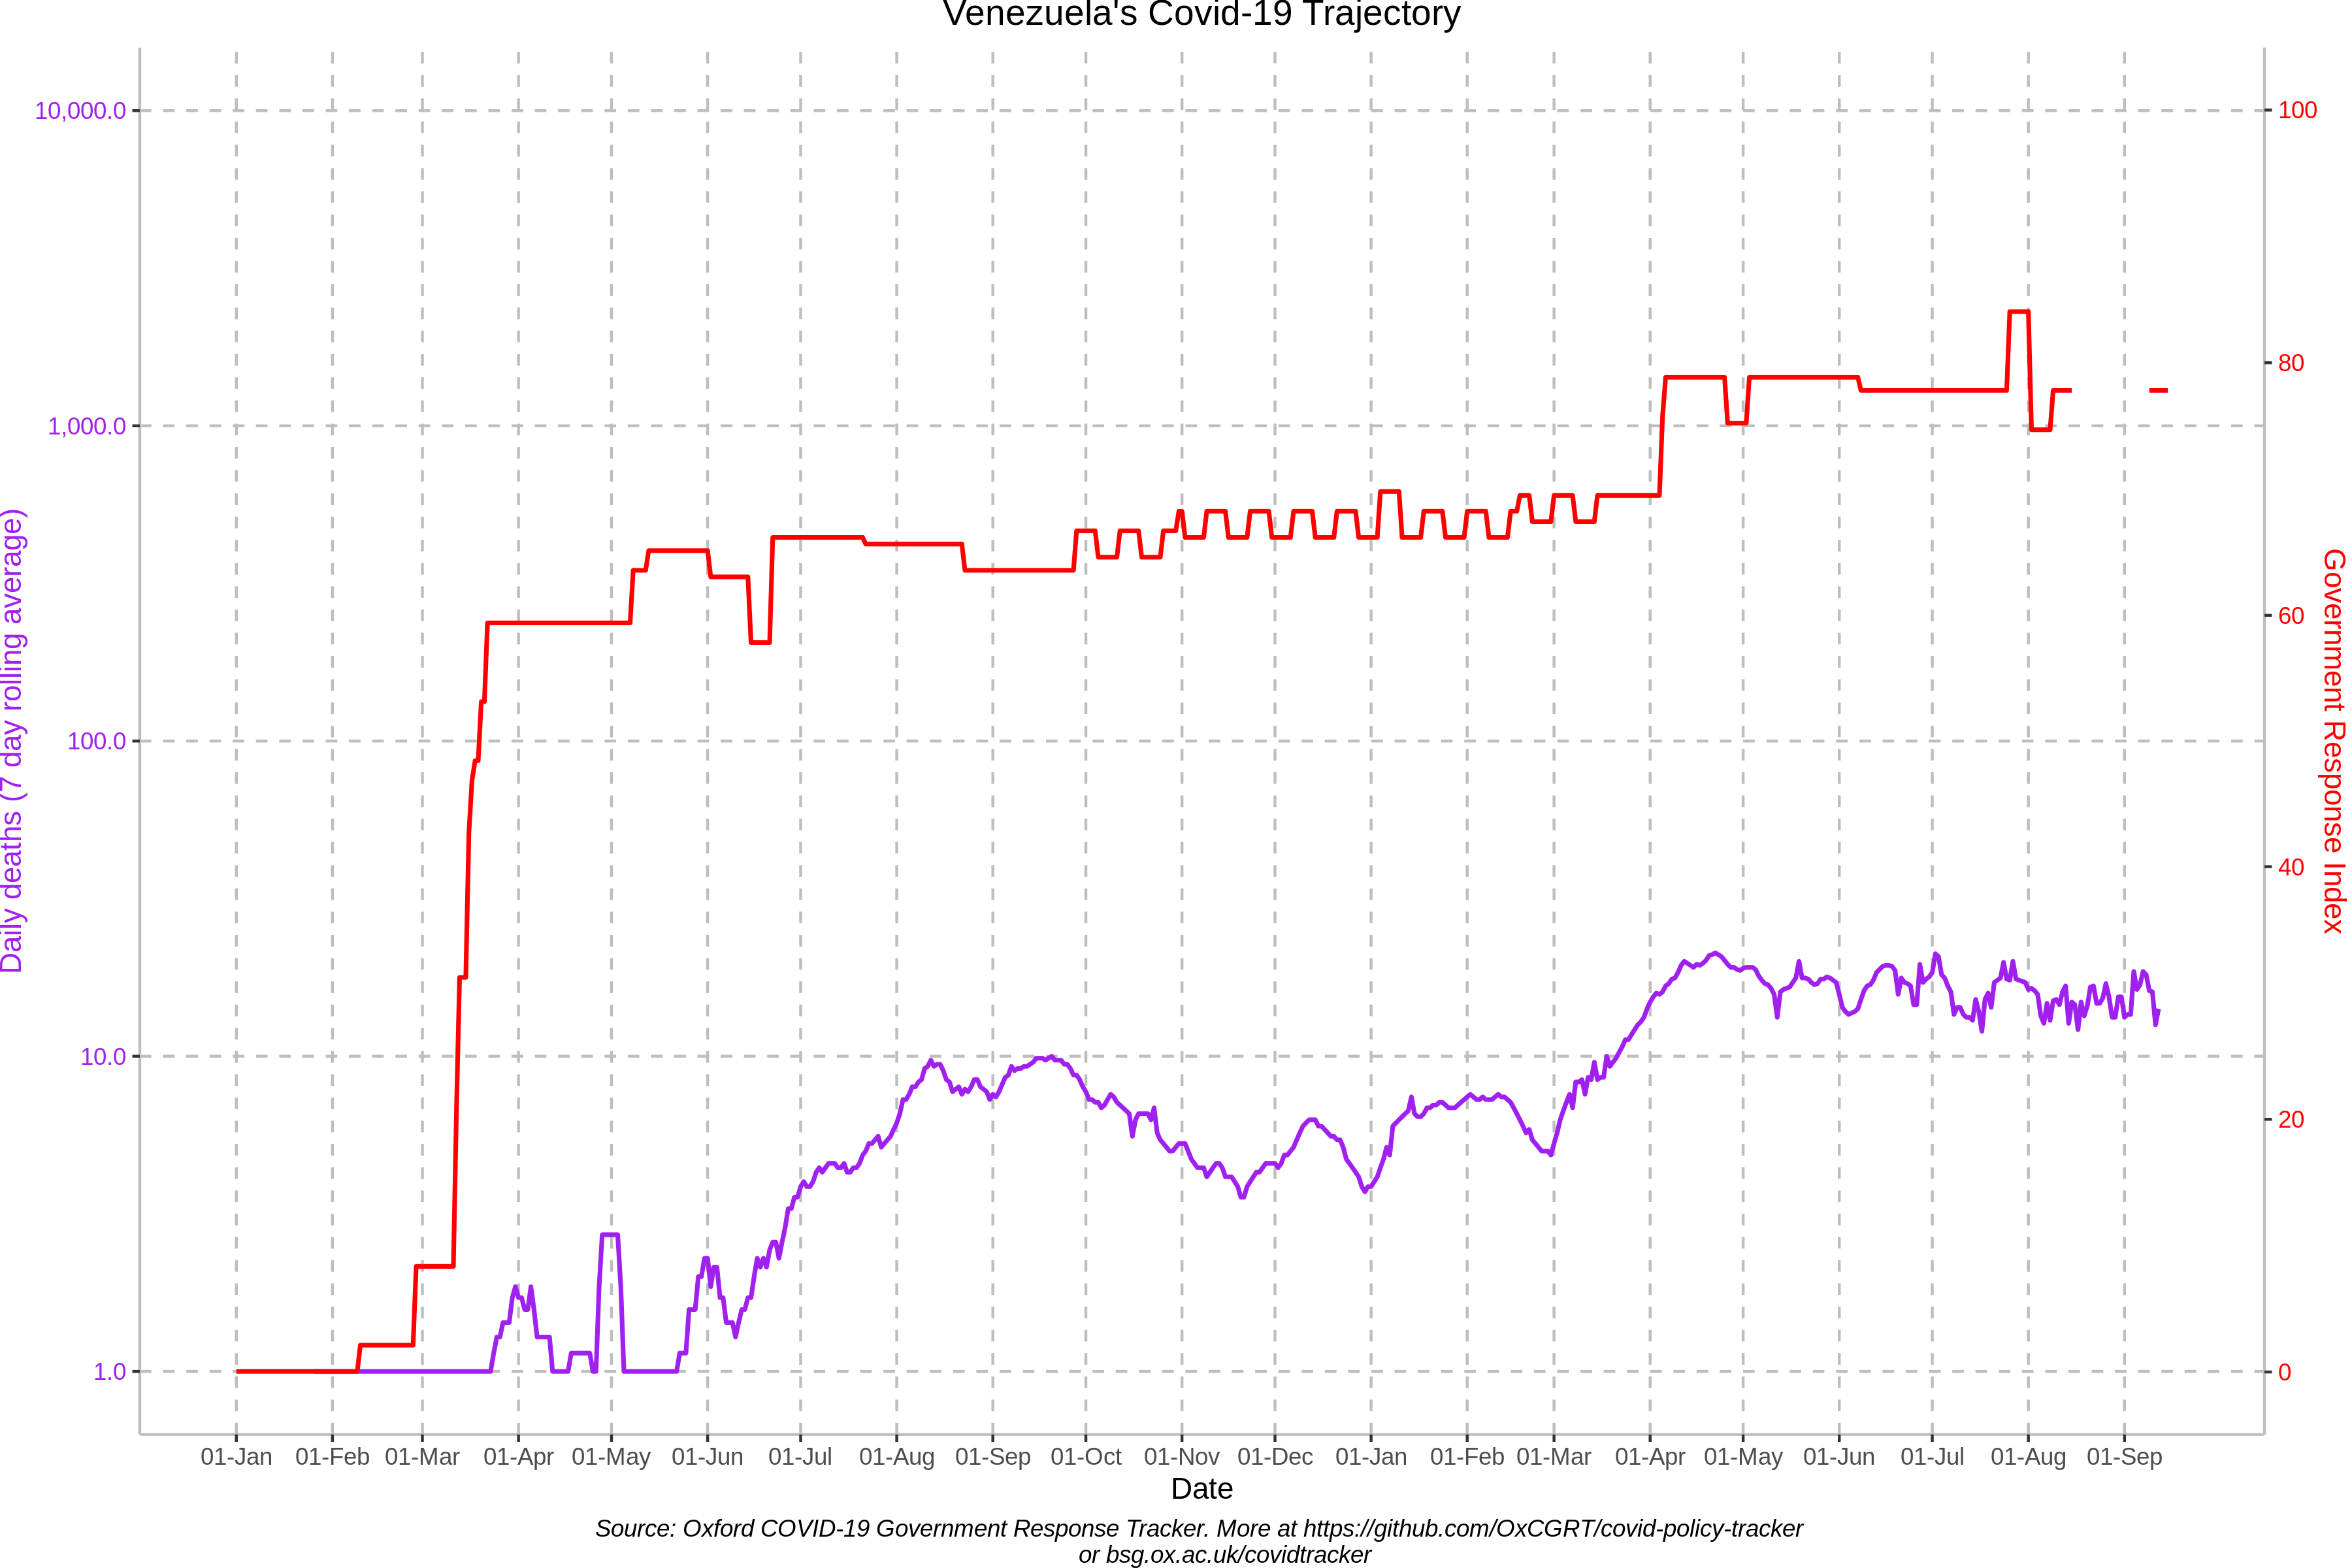 Venezuela's Covid-19 Trajectory
10,000.0
1,000.0
100.0
10.0
1.0
Daily deaths (7 day rolling average)
100
80
60
40
20
0
Government Response Index
01-Jan 01-Feb 01-Mar 01-Apr 01-May 01-Jun 01-Jul 01-Aug 01-Sep 01-Oct 01-Nov 01-Dec 01-Jan 01-Feb 01-Mar 01-Apr 01-May 01-Jun 01-Jul 01-Aug 01-Sep
Date
Source: Oxford COVID-19 Government Response Tracker. More at https://github.com/OxCGRT/covid-policy-tracker
or bsg.ox.ac.uk/covidtracker